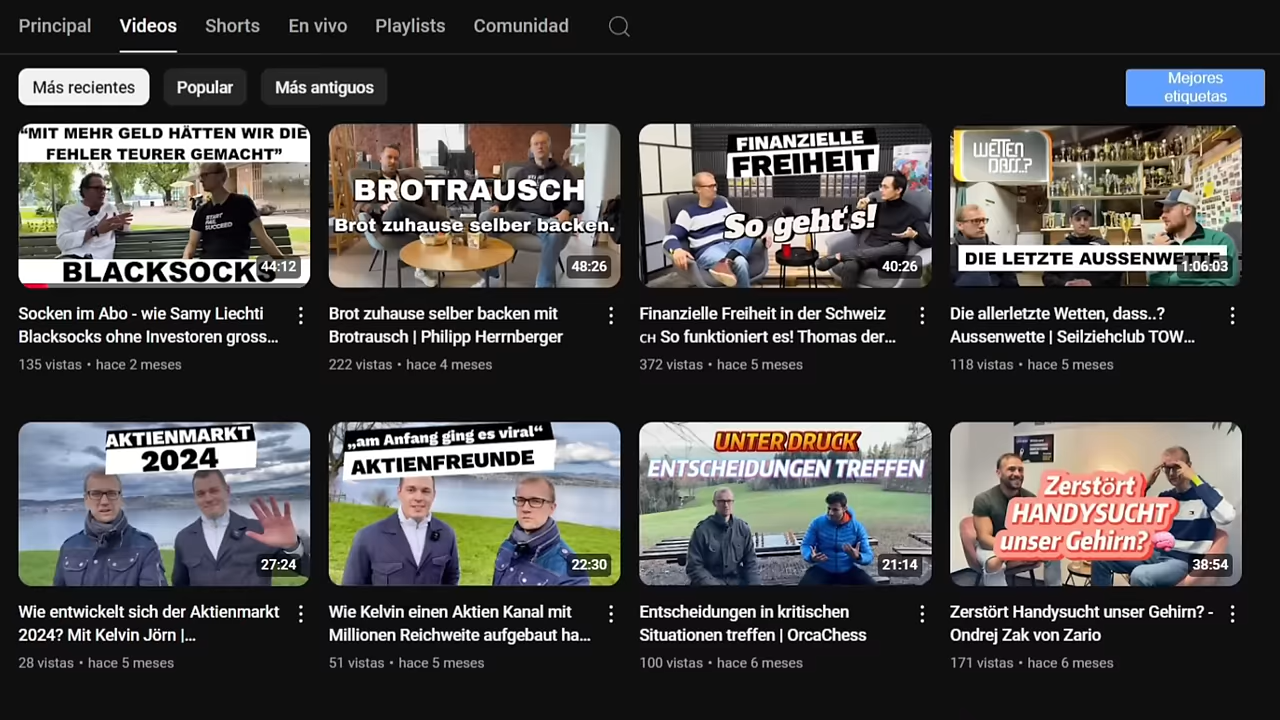 Principal Videos Shorts En vivo Playlists Comunidad
Más recientes Popular Más antiguos
Mejores
etiquetas
“MIT MEHR GELD HÄTTEN WIR DIE
FEHLER TEURER GEMACHT”
START
FAIL
SUCCEED
BLACKSOCKS
44:12
Socken im Abo - wie Samy Liechti
Blacksocks ohne Investoren gross...
135 vistas • hace 2 meses
BROTRAUSCH
Brot zuhause selber backen.
48:26
Brot zuhause selber backen mit
Brotrausch | Philipp Herrnberger
222 vistas • hace 4 meses
FINANZIELLE
FREIHEIT
So geht's!
40:26
Finanzielle Freiheit in der Schweiz
CH So funktioniert es! Thomas der...
372 vistas • hace 5 meses
WETTEN
DASS..?
DIE LETZTE AUSSENWETTE
1:06:03
Die allerletzte Wetten, dass..?
Aussenwette | Seilziehclub TOW...
118 vistas • hace 5 meses
AKTIENMARKT
2024
27:24
Wie entwickelt sich der Aktienmarkt
2024? Mit Kelvin Jörn |...
28 vistas • hace 5 meses
„am Anfang ging es viral“
AKTIENFREUNDE
22:30
Wie Kelvin einen Aktien Kanal mit
Millionen Reichweite aufgebaut ha...
51 vistas • hace 5 meses
UNTER DRUCK
ENTSCHEIDUNGEN TREFFEN
21:14
Entscheidungen in kritischen
Situationen treffen | OrcaChess
100 vistas • hace 6 meses
Zerstört
HANDYSUCHT
unser Gehirn?
38:54
Zerstört Handysucht unser Gehirn? -
Ondrej Zak von Zario
171 vistas • hace 6 meses